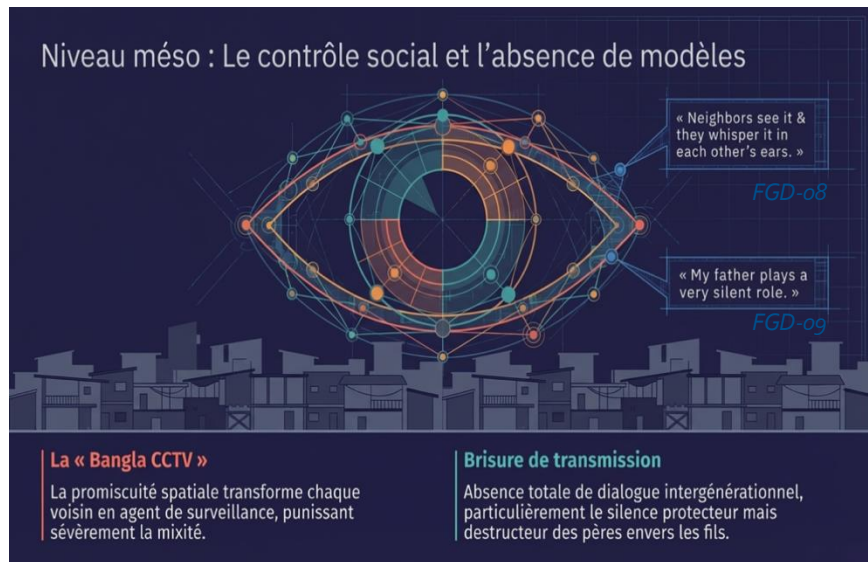 Niveau méso : Le contrôle social et l’absence de modèles
« Neighbors see it &
they whisper it in
each other’s ears. »
FGD-08
« My father plays a
very silent role. »
FGD-09
La « Bangla CCTV »
La promiscuité spatiale transforme chaque
voisin en agent de surveillance, punissant
sévèrement la mixité.
Brisure de transmission
Absence totale de dialogue intergénérationnel,
particulièrement le silence protecteur mais
destructeur des pères envers les fils.